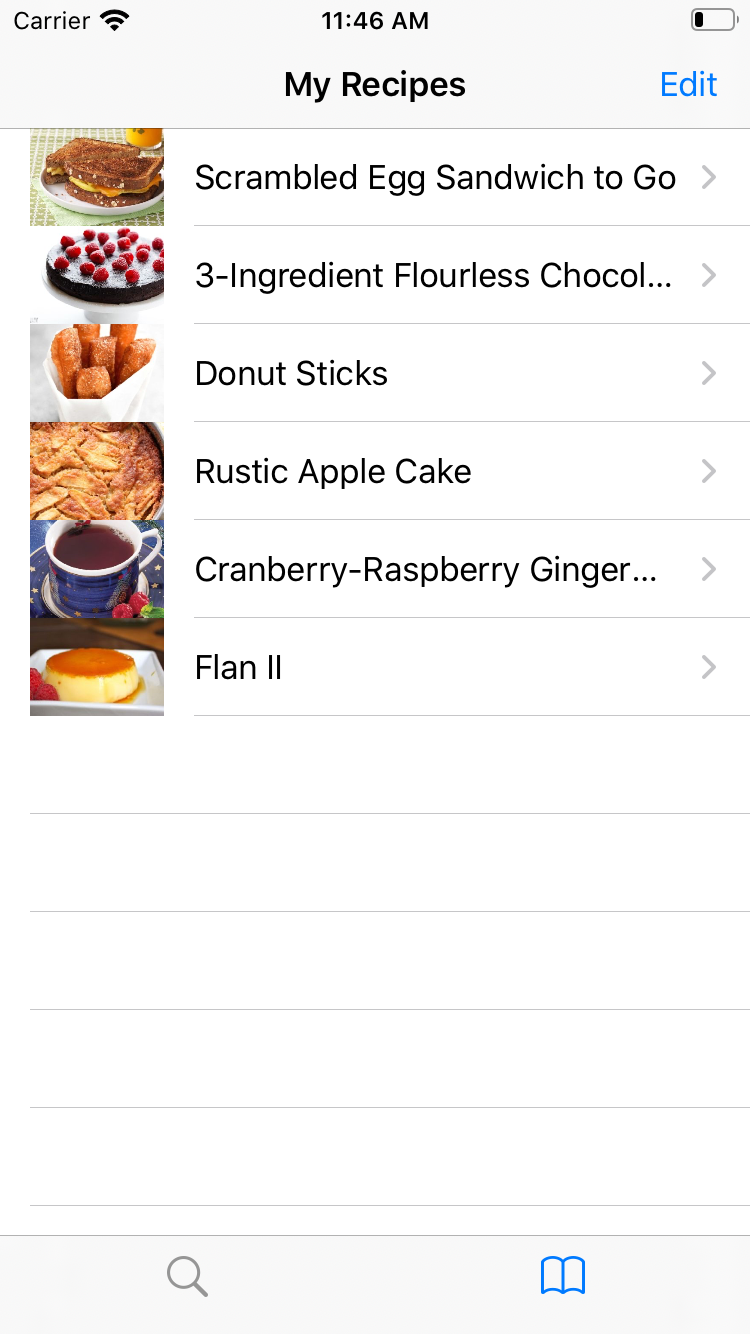 Carrier 11:46 AM
My Recipes Edit
Scrambled Egg Sandwich to Go
3-Ingredient Flourless Chocol...
Donut Sticks
Rustic Apple Cake
Cranberry-Raspberry Ginger...
Flan II